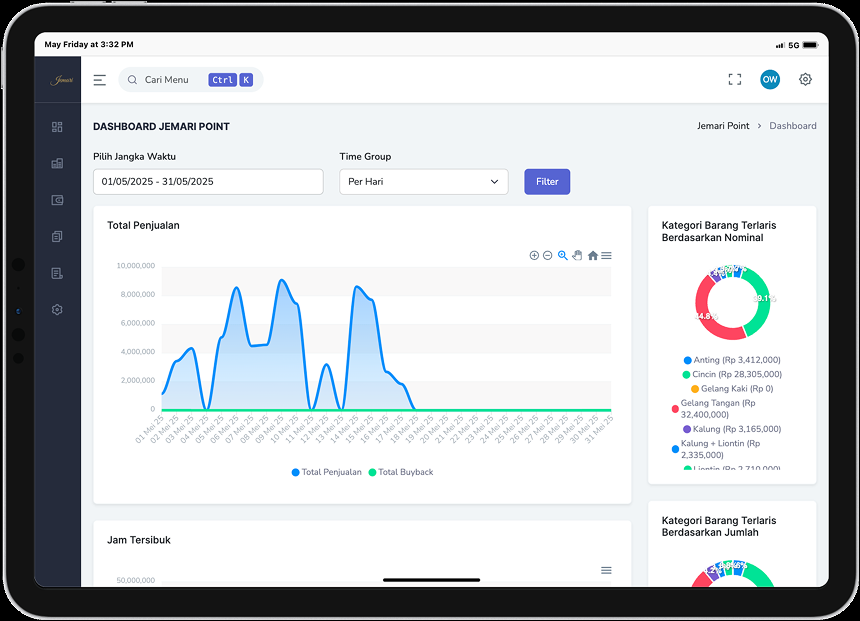 May Friday at 3:32 PM
5G
Jemari
Cari Menu
Ctrl K
OW
DASHBOARD JEMARI POINT
Jemari Point > Dashboard
Pilih Jangka Waktu
Time Group
01/05/2025 - 31/05/2025
Per Hari
Filter
Total Penjualan
10,000,000
8,000,000
6,000,000
4,000,000
2,000,000
0
01 Mei 25
02 Mei 25
03 Mei 25
04 Mei 25
05 Mei 25
06 Mei 25
07 Mei 25
08 Mei 25
09 Mei 25
10 Mei 25
11 Mei 25
12 Mei 25
13 Mei 25
14 Mei 25
15 Mei 25
16 Mei 25
17 Mei 25
18 Mei 25
19 Mei 25
20 Mei 25
21 Mei 25
22 Mei 25
23 Mei 25
24 Mei 25
25 Mei 25
26 Mei 25
27 Mei 25
28 Mei 25
29 Mei 25
30 Mei 25
31 Mei 25
Total Penjualan
Total Buyback
Kategori Barang Terlaris
Berdasarkan Nominal
39.1%
44.8%
Anting (Rp 3,412,000)
Cincin (Rp 28,305,000)
Gelang Kaki (Rp 0)
Gelang Tangan (Rp
32,400,000)
Kalung (Rp 3,165,000)
Kalung + Liontin (Rp
2,335,000)
Liontin (Rp 2,710,000)
Jam Tersibuk
50,000,000
Kategori Barang Terlaris
Berdasarkan Jumlah